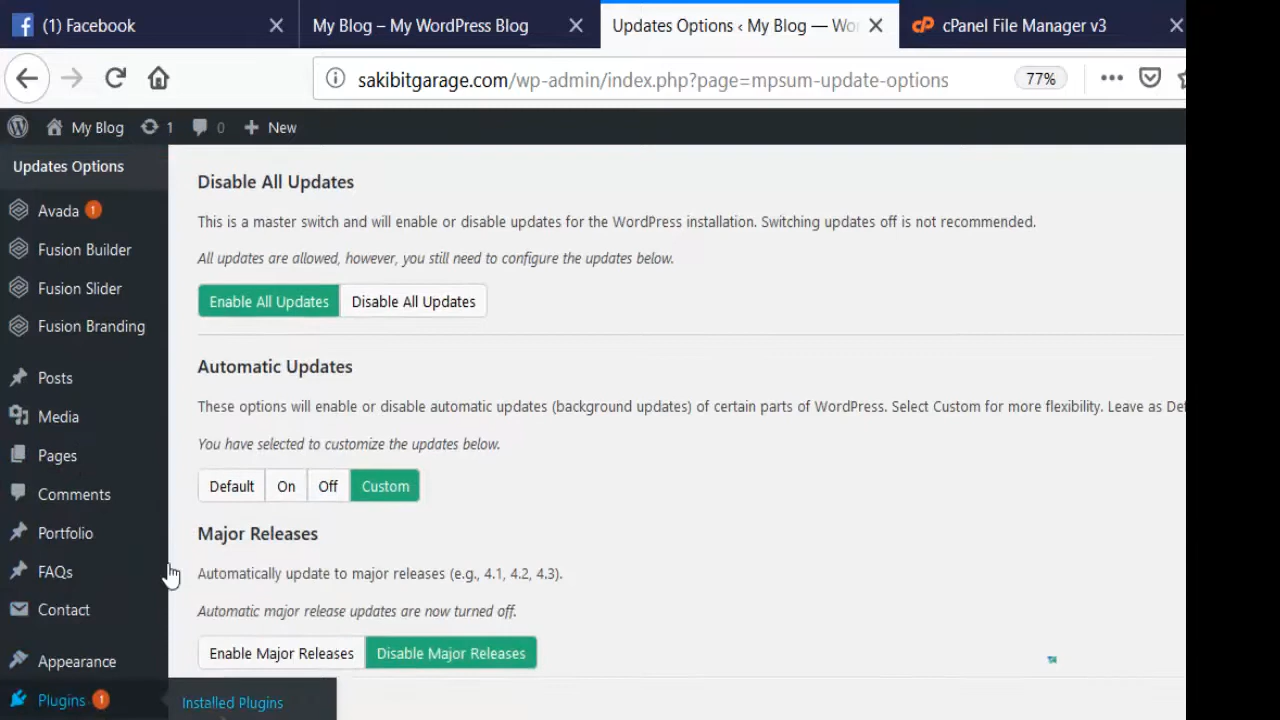 (1) Facebook
My Blog – My WordPress Blog
Updates Options ‹ My Blog — Wor
cPanel File Manager v3
sakibitgarage.com/wp-admin/index.php?page=mpsum-update-options
77%
My Blog
1
0
New
Updates Options
Avada 1
Fusion Builder
Fusion Slider
Fusion Branding
Posts
Media
Pages
Comments
Portfolio
FAQs
Contact
Appearance
Plugins 1
Installed Plugins
Disable All Updates
This is a master switch and will enable or disable updates for the WordPress installation. Switching updates off is not recommended.
All updates are allowed, however, you still need to configure the updates below.
Enable All Updates
Disable All Updates
Automatic Updates
These options will enable or disable automatic updates (background updates) of certain parts of WordPress. Select Custom for more flexibility. Leave as Def
You have selected to customize the updates below.
Default
On
Off
Custom
Major Releases
Automatically update to major releases (e.g., 4.1, 4.2, 4.3).
Automatic major release updates are now turned off.
Enable Major Releases
Disable Major Releases